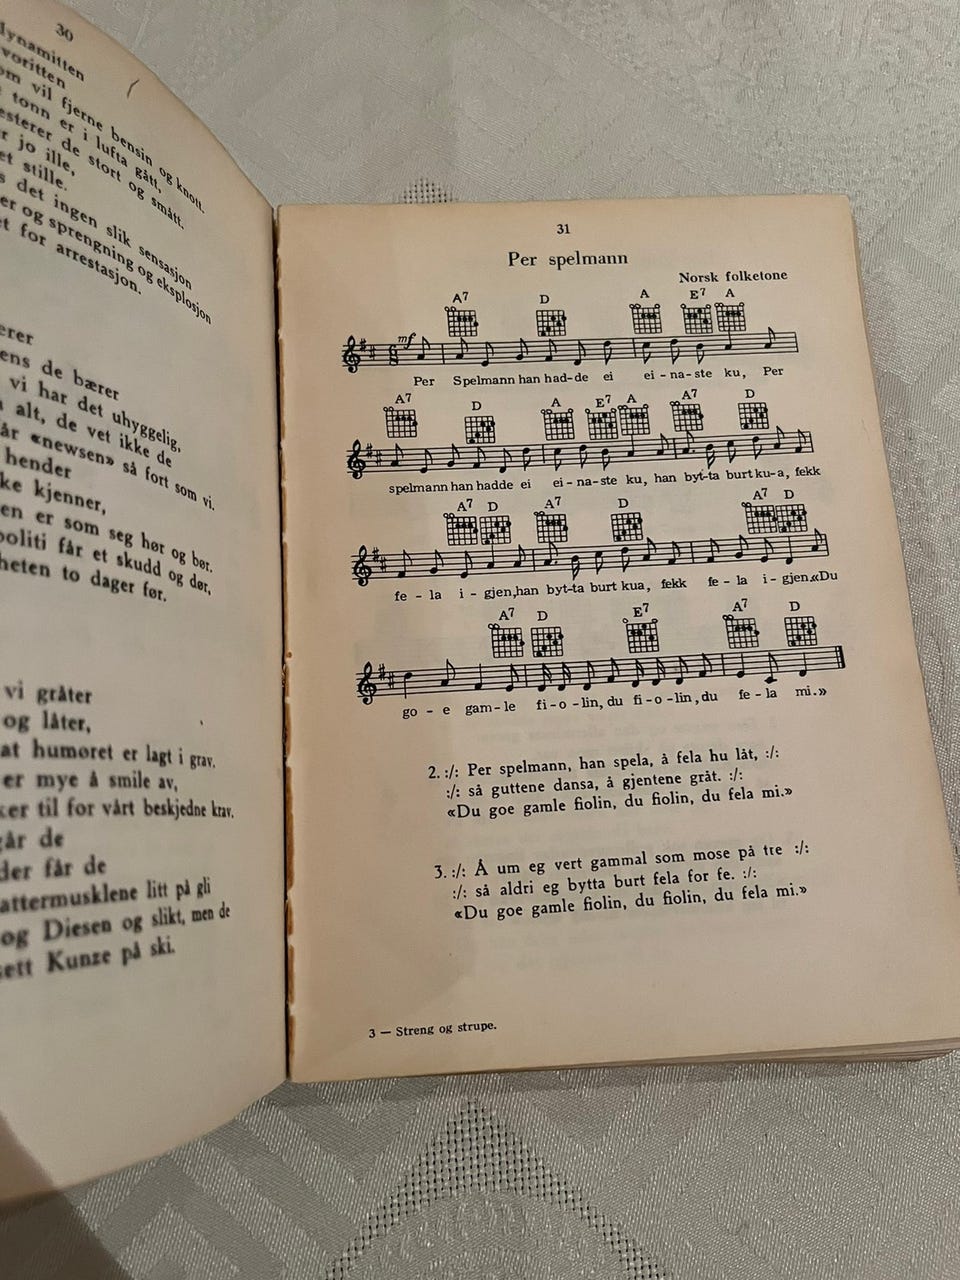 30
dynamitten
voritten
om vil fjerne bensin og knott.
tonn er i lufta gått,
esterer de stort og smått.
r jo ille,
et stille.
s det ingen slik sensasjon
er og sprengning og eksplosjon
et for arrestasjon.
erer
ens de bærer
vi har det uhyggelig,
alt, de vet ikke de
år «newsen» så fort som vi.
hender
ke kjenner,
en er som seg hør og bør.
politi får et skudd og dør,
heten to dager før.
vi gråter
og låter,
at humøret er lagt i grav.
er mye å smile av,
ker til for vårt beskjedne krav.
går de
der får de
attermusklene litt på gli
og Diesen og slikt, men de
sett Kunze på ski.
31
Per spelmann
Norsk folketone
A7 D A E7 A
mf
Per Spelmann han had-de ei ei-na-ste ku, Per
A7 D A E7 A A7 D
spelmann han hadde ei ei-na-ste ku, han byt-ta burt ku-a, fekk
A7 D A7 D A7 D
fe - la i - gjen, han byt-ta burt kua, fekk fe - la i - gjen. «Du
A7 D E7 A7 D
go - e gam - le fi - o - lin, du fi - o - lin, du fe - la mi.»
2. :/: Per spelmann, han spela, å fela hu låt, :/:
:/: så guttene dansa, å gjentene gråt. :/:
«Du goe gamle fiolin, du fiolin, du fela mi.»
3. :/: Å um eg vert gammal som mose på tre :/:
:/: så aldri eg bytta burt fela for fe. :/:
«Du goe gamle fiolin, du fiolin, du fela mi.»
3 — Streng og strupe.